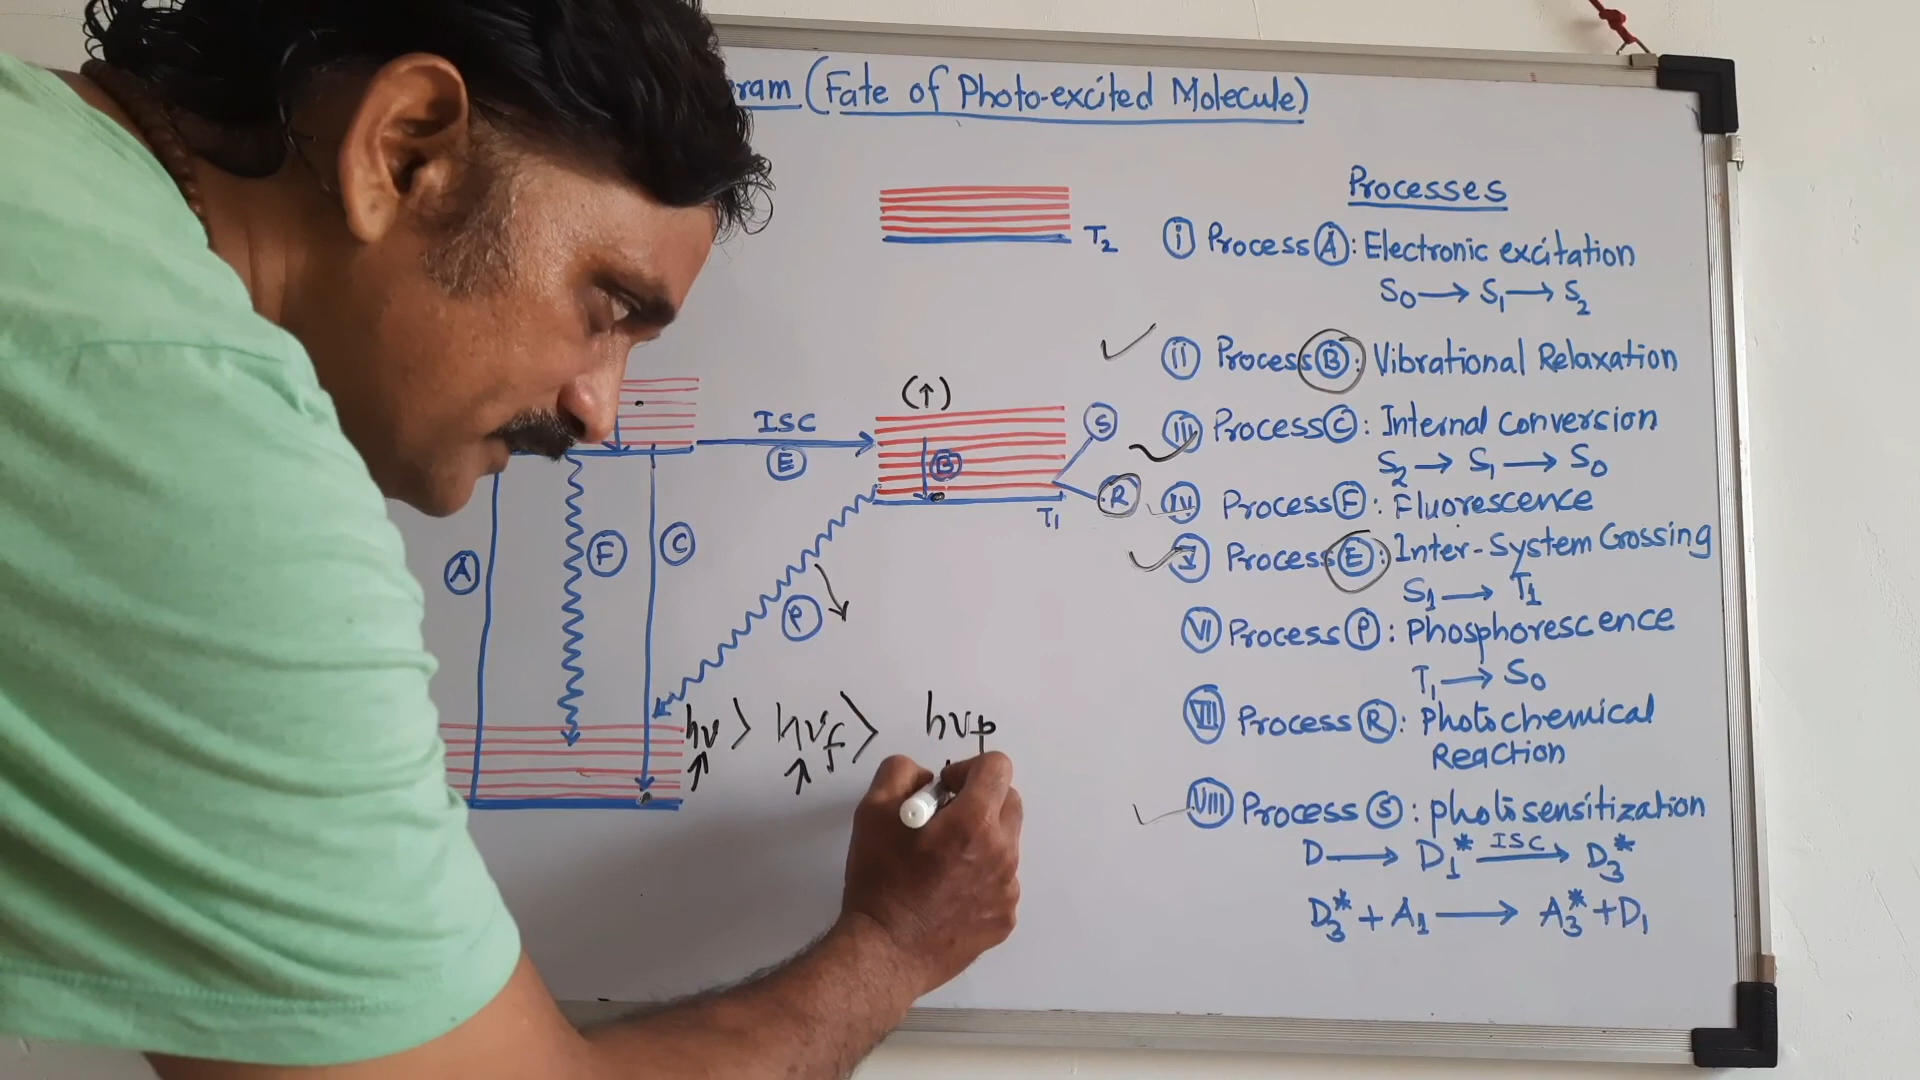 ram (Fate of Photo-excited Molecule)
T2
Processes
(i) Process (A): Electronic excitation
S0 → S1 → S2
✓ (ii) Process (B): Vibrational Relaxation
(↑)
ISC
(E)
(B)
(S)
(R)
T1
✓ (iii) Process (C): Internal Conversion
S2 → S1 → S0
(iv) Process (F): Fluorescence
✓ (V) Process (E): Inter-System Crossing
S1 → T1
(A)
(F)
(C)
(P)
(VI) Process (P): Phosphorescence
T1 → S0
hν > hνf > hνp
↑ ↑
(VII) Process (R): Photochemical
Reaction
✓ (VIII) Process (S): photosensitization
D → D1* ISC→ D3*
D3* + A1 → A3* + D1